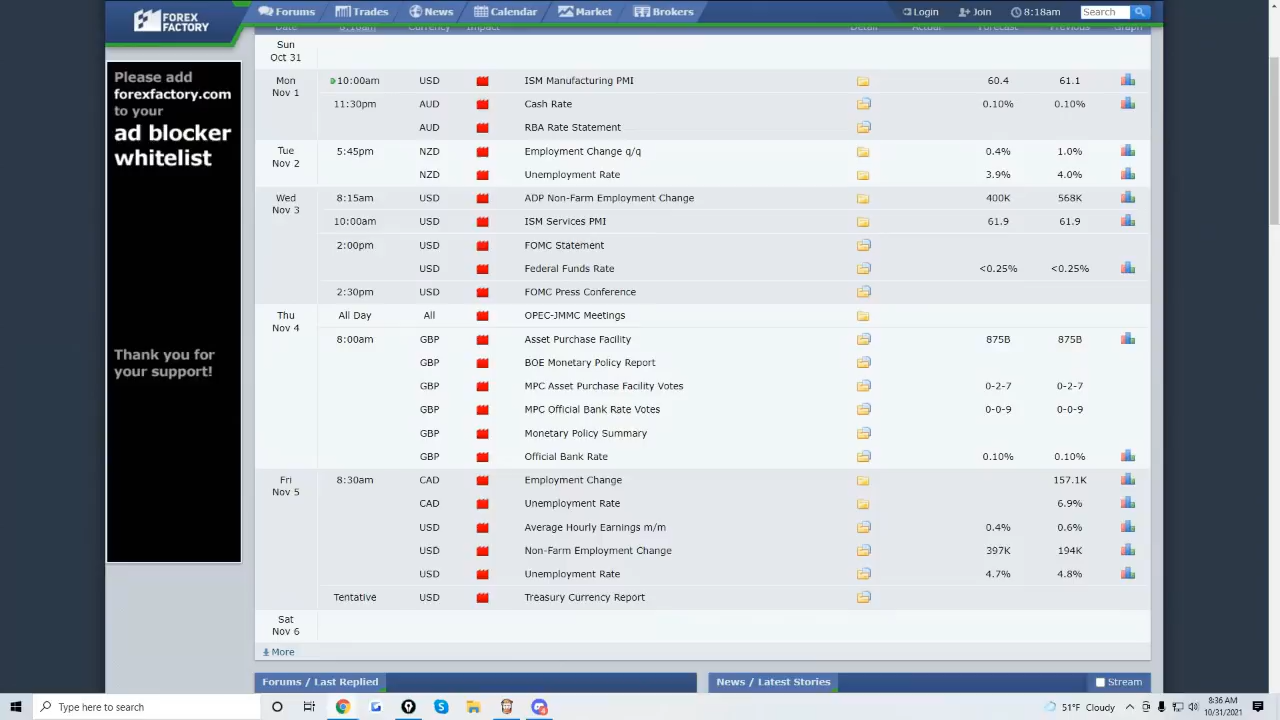 FOREX FACTORY
Forums Trades News Calendar Market Brokers Login Join 8:18am Search
Date 8:18am Currency Impact Detail Actual Forecast Previous Graph
Please add
forexfactory.com
to your
ad blocker
whitelist
Thank you for
your support!
Sun
Oct 31
Mon 10:00am USD ISM Manufacturing PMI 60.4 61.1
Nov 1
11:30pm AUD Cash Rate 0.10% 0.10%
AUD RBA Rate Statement
Tue 5:45pm NZD Employment Change q/q 0.4% 1.0%
Nov 2
NZD Unemployment Rate 3.9% 4.0%
Wed 8:15am USD ADP Non-Farm Employment Change 400K 568K
Nov 3
10:00am USD ISM Services PMI 61.9 61.9
2:00pm USD FOMC Statement
USD Federal Funds Rate <0.25% <0.25%
2:30pm USD FOMC Press Conference
Thu All Day All OPEC-JMMC Meetings
Nov 4
8:00am GBP Asset Purchase Facility 875B 875B
GBP BOE Monetary Policy Report
GBP MPC Asset Purchase Facility Votes 0-2-7 0-2-7
GBP MPC Official Bank Rate Votes 0-0-9 0-0-9
GBP Monetary Policy Summary
GBP Official Bank Rate 0.10% 0.10%
Fri 8:30am CAD Employment Change 157.1K
Nov 5
CAD Unemployment Rate 6.9%
USD Average Hourly Earnings m/m 0.4% 0.6%
USD Non-Farm Employment Change 397K 194K
USD Unemployment Rate 4.7% 4.8%
Tentative USD Treasury Currency Report
Sat
Nov 6
More
Forums / Last Replied News / Latest Stories Stream
Type here to search 51°F Cloudy 8:36 AM
10/31/2021